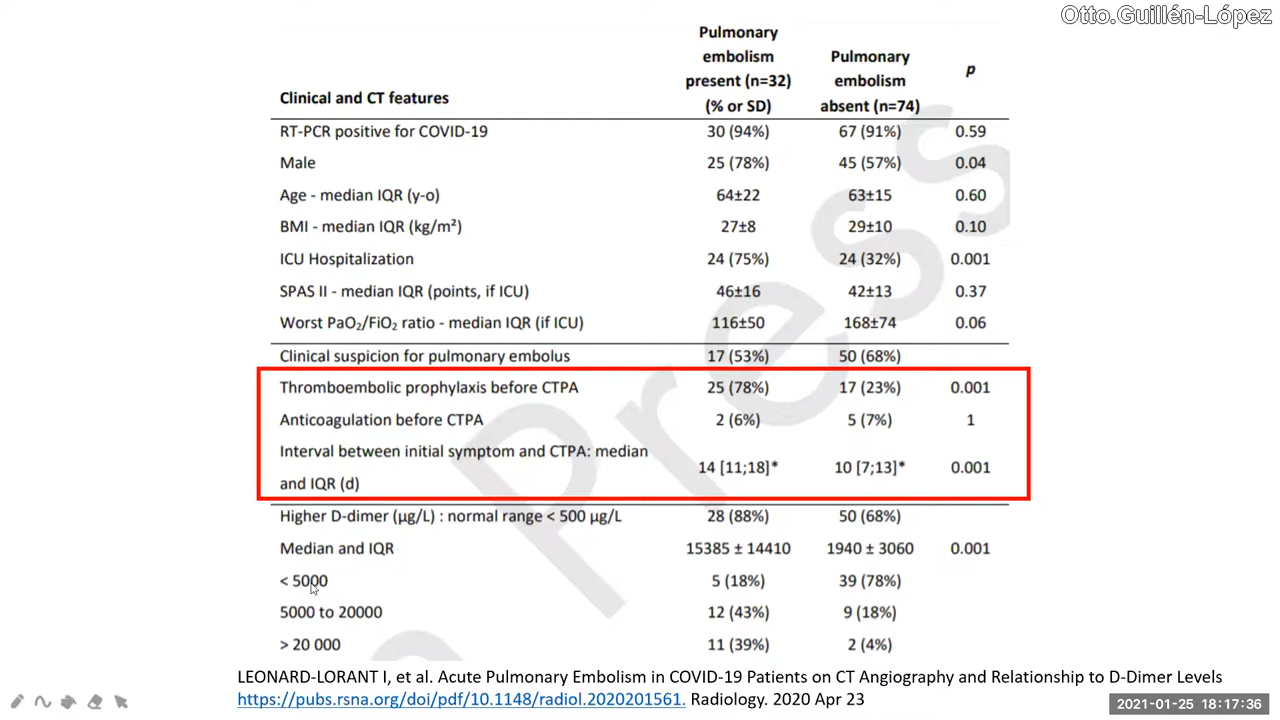 Otto.Guillén-López
Pulmonary
embolism
present (n=32)
(% or SD)
Pulmonary
embolism
absent (n=74)
p
Clinical and CT features
RT-PCR positive for COVID-19 30 (94%) 67 (91%) 0.59
Male 25 (78%) 45 (57%) 0.04
Age - median IQR (y-o) 64±22 63±15 0.60
BMI - median IQR (kg/m²) 27±8 29±10 0.10
ICU Hospitalization 24 (75%) 24 (32%) 0.001
SPAS II - median IQR (points, if ICU) 46±16 42±13 0.37
Worst PaO₂/FiO₂ ratio - median IQR (if ICU) 116±50 168±74 0.06
Clinical suspicion for pulmonary embolus 17 (53%) 50 (68%)
Thromboembolic prophylaxis before CTPA 25 (78%) 17 (23%) 0.001
Anticoagulation before CTPA 2 (6%) 5 (7%) 1
Interval between initial symptom and CTPA: median
and IQR (d) 14 [11;18]* 10 [7;13]* 0.001
Higher D-dimer (µg/L) : normal range < 500 µg/L 28 (88%) 50 (68%)
Median and IQR 15385 ± 14410 1940 ± 3060 0.001
< 5000 5 (18%) 39 (78%)
5000 to 20000 12 (43%) 9 (18%)
> 20 000 11 (39%) 2 (4%)
Press
LEONARD-LORANT I, et al. Acute Pulmonary Embolism in COVID-19 Patients on CT Angiography and Relationship to D-Dimer Levels
https://pubs.rsna.org/doi/pdf/10.1148/radiol.2020201561. Radiology. 2020 Apr 23
2021-01-25 18:17:36